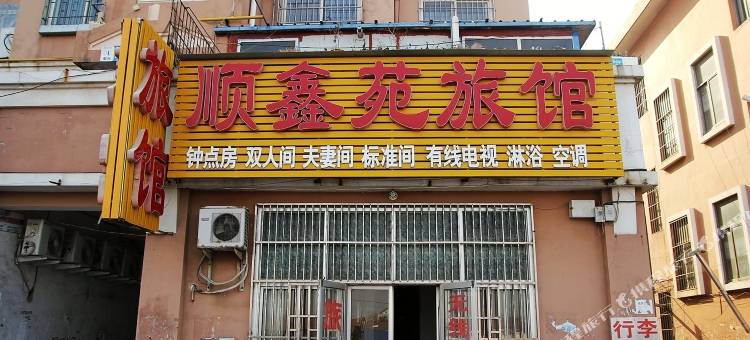 旅馆
顺鑫苑旅馆
钟点房 双人间 夫妻间 标准间 有线电视 淋浴 空调
旅
行李